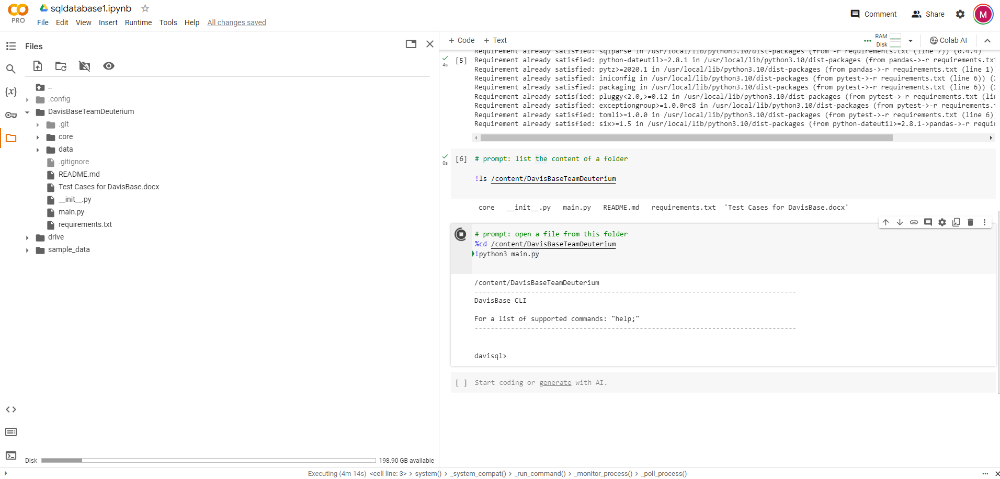 CO
PRO
sqldatabase1.ipynb
File Edit View Insert Runtime Tools Help All changes saved
Comment Share M
Files
+ Code + Text
RAM
Disk
Colab AI
..
.config
DavisBaseTeamDeuterium
.git
core
data
.gitignore
README.md
Test Cases for DavisBase.docx
__init__.py
main.py
requirements.txt
drive
sample_data
Disk 198.90 GB available
4s
[5]
Requirement already satisfied: sqlparse in /usr/local/lib/python3.10/dist-packages (from -r requirements.txt (line 7)) (0.4.4)
Requirement already satisfied: python-dateutil>=2.8.1 in /usr/local/lib/python3.10/dist-packages (from pandas->-r requirements.txt
Requirement already satisfied: pytz>=2020.1 in /usr/local/lib/python3.10/dist-packages (from pandas->-r requirements.txt (line 1))
Requirement already satisfied: iniconfig in /usr/local/lib/python3.10/dist-packages (from pytest->-r requirements.txt (line 6)) (2
Requirement already satisfied: packaging in /usr/local/lib/python3.10/dist-packages (from pytest->-r requirements.txt (line 6)) (2
Requirement already satisfied: pluggy<2.0,>=0.12 in /usr/local/lib/python3.10/dist-packages (from pytest->-r requirements.txt (lin
Requirement already satisfied: exceptiongroup>=1.0.0rc8 in /usr/local/lib/python3.10/dist-packages (from pytest->-r requirements.t
Requirement already satisfied: tomli>=1.0.0 in /usr/local/lib/python3.10/dist-packages (from pytest->-r requirements.txt (line 6))
Requirement already satisfied: six>=1.5 in /usr/local/lib/python3.10/dist-packages (from python-dateutil>=2.8.1->pandas->-r requir
0s
[6] # prompt: list the content of a folder
!ls /content/DavisBaseTeamDeuterium
core __init__.py main.py README.md requirements.txt 'Test Cases for DavisBase.docx'
# prompt: open a file from this folder
%cd /content/DavisBaseTeamDeuterium
!python3 main.py
/content/DavisBaseTeamDeuterium
--------------------------------------------------------------------------------
DavisBase CLI
For a list of supported commands: "help;"
--------------------------------------------------------------------------------
davisql>
[ ] Start coding or generate with AI.
Executing (4m 14s) <cell line: 3> > system() > _system_compat() > _run_command() > _monitor_process() > _poll_process()